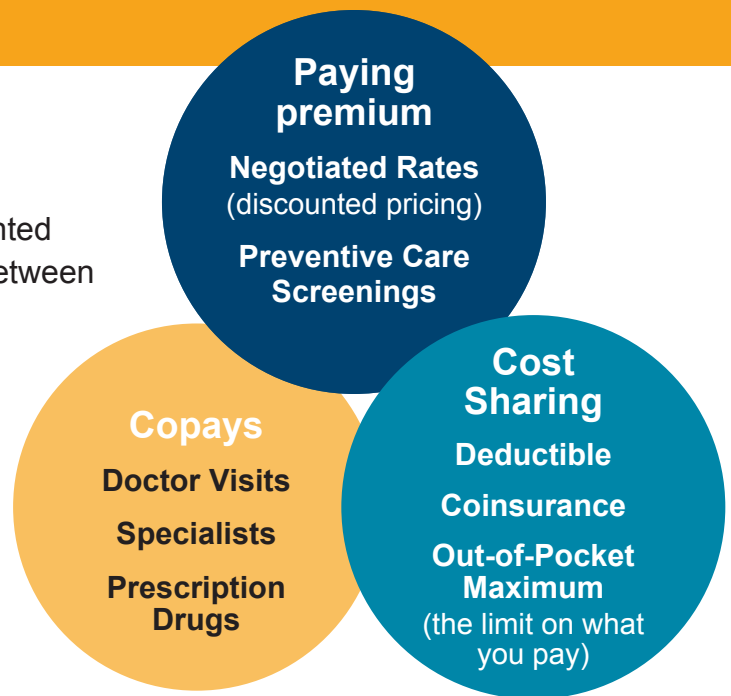 Paying
premium
Negotiated Rates
(discounted pricing)
Preventive Care
Screenings
nted
etween
Copays
Doctor Visits
Specialists
Prescription
Drugs
Cost
Sharing
Deductible
Coinsurance
Out-of-Pocket
Maximum
(the limit on what
you pay)